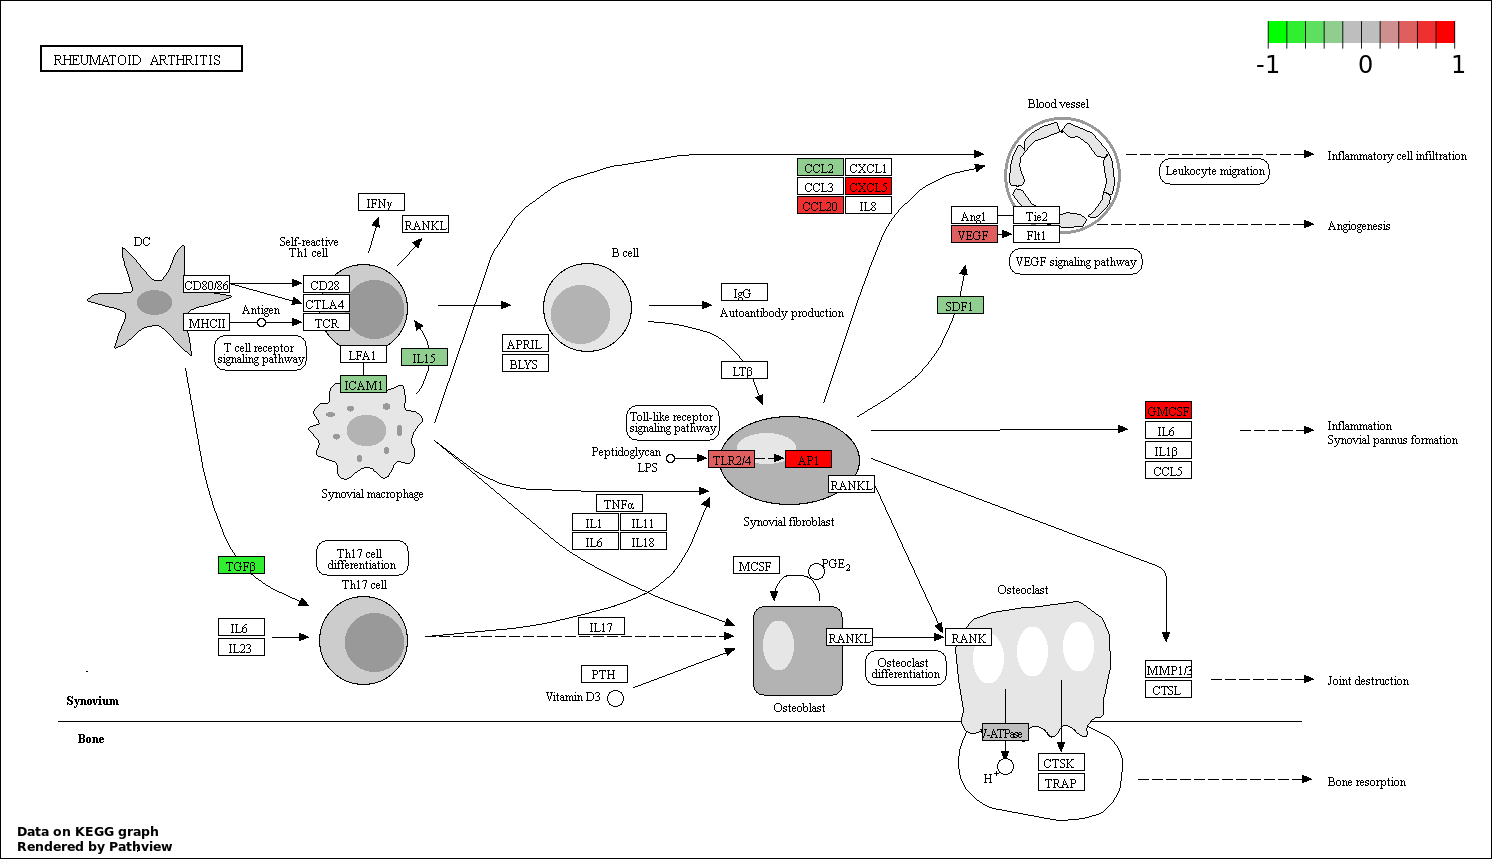 RHEUMATOID ARTHRITIS
-1 0 1
Blood vessel
Inflammatory cell infiltration
Leukocyte migration
CCL2 CXCL1
CCL3 CXCL5
CCL20 IL8
IFNγ
RANKL
Ang1 Tie2
VEGF Flt1
Angiogenesis
VEGF signaling pathway
DC
Self-reactive
Th1 cell
B cell
CD80/86 CD28
CTLA4
Antigen
MHCII TCR
T cell receptor
signaling pathway
LFA1
IL15
ICAM1
IgG
Autoantibody production
SDF1
APRIL
BLYS
LTβ
Toll-like receptor
signaling pathway
Peptidoglycan
LPS
TLR2/4 AP1
RANKL
Synovial fibroblast
GMCSF
IL6
IL1β
CCL5
Inflammation
Synovial pannus formation
Synovial macrophage
TNFα
IL1 IL11
IL6 IL18
TGFβ
Th17 cell
differentiation
Th17 cell
IL6
IL23
IL17
PTH
Vitamin D3
MCSF
PGE2
RANKL RANK
Osteoclast
differentiation
Osteoblast
Osteoclast
MMP1/3
CTSL
Joint destruction
Synovium
Bone
V-ATPase
H+
CTSK
TRAP
Bone resorption
Data on KEGG graph
Rendered by Pathview